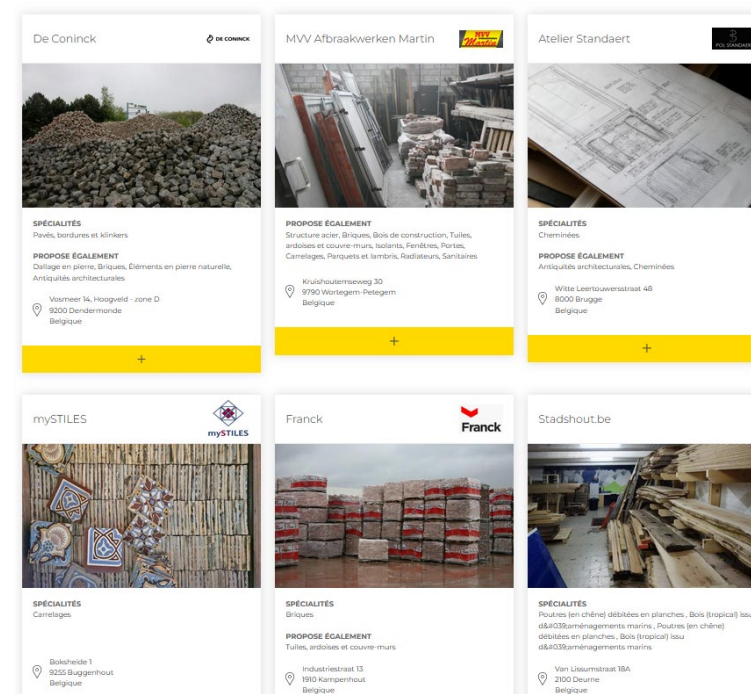 De Coninck
DE CONINCK
SPÉCIALITÉS
Pavés, bordures et klinkers
PROPOSE ÉGALEMENT
Dallage en pierre, Briques, Éléments en pierre naturelle,
Antiquités architecturales
Vosmeer 14, Hoogveld - zone D
9200 Dendermonde
Belgique
+
MVV Afbraakwerken Martin
MVV
Martin
PROPOSE ÉGALEMENT
Structure acier, Briques, Bois de construction, Tuiles,
ardoises et couvre-murs, Isolants, Fenêtres, Portes,
Carrelages, Parquets et lambris, Radiateurs, Sanitaires
Kruishoutemseweg 30
9790 Wortegem-Petegem
Belgique
+
Atelier Standaert
POL STANDAER
SPÉCIALITÉS
Cheminées
PROPOSE ÉGALEMENT
Antiquités architecturales, Cheminées
Witte Leertouwersstraat 48
8000 Brugge
Belgique
+
mySTILES
mySTILES
SPÉCIALITÉS
Carrelages
Boksheide 1
9255 Buggenhout
Belgique
Franck
Franck
SPÉCIALITÉS
Briques
PROPOSE ÉGALEMENT
Tuiles, ardoises et couvre-murs
Industriestraat 13
1910 Kampenhout
Belgique
Stadshout.be
SPÉCIALITÉS
Poutres (en chêne) débitées en planches , Bois (tropical) issu
d&#039;aménagements marins , Poutres (en chêne)
débitées en planches , Bois (tropical) issu
d&#039;aménagements marins
Van Lissumstraat 18A
2100 Deurne
Belgique